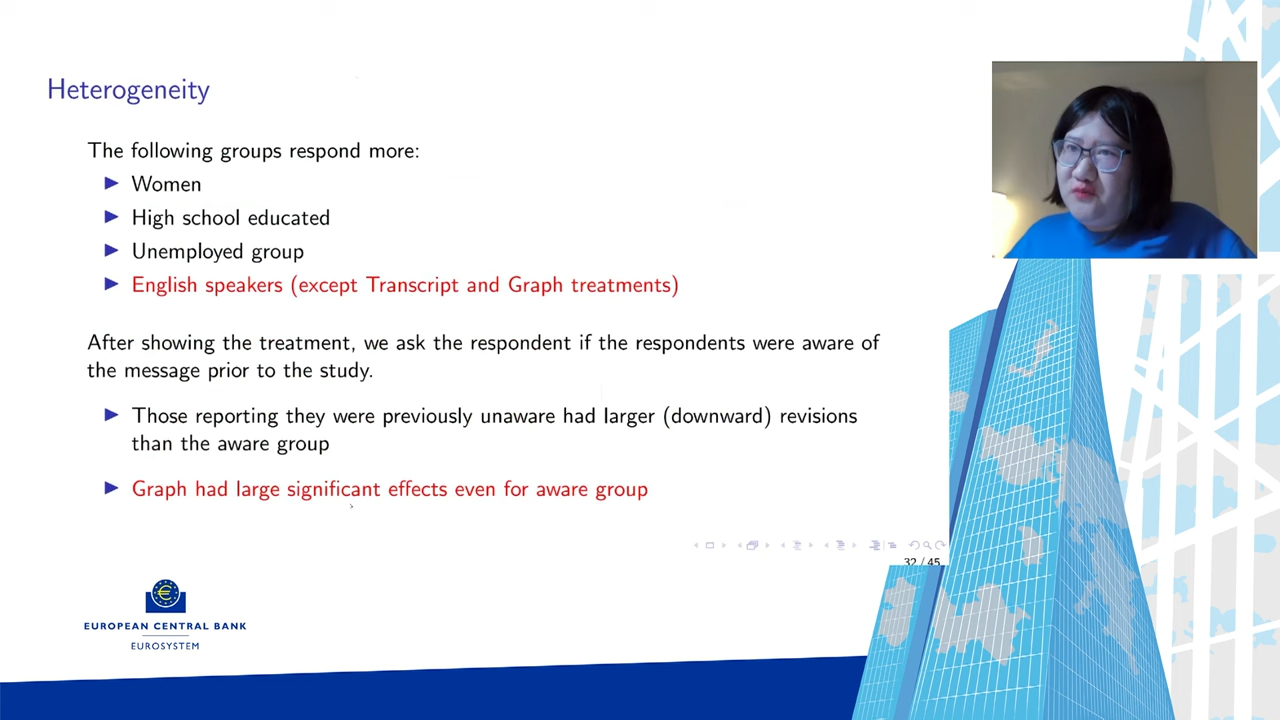 Heterogeneity
The following groups respond more:
Women
High school educated
Unemployed group
English speakers (except Transcript and Graph treatments)
After showing the treatment, we ask the respondent if the respondents were aware of
the message prior to the study.
Those reporting they were previously unaware had larger (downward) revisions
than the aware group
Graph had large significant effects even for aware group
32 / 45
EUROPEAN CENTRAL BANK
EUROSYSTEM